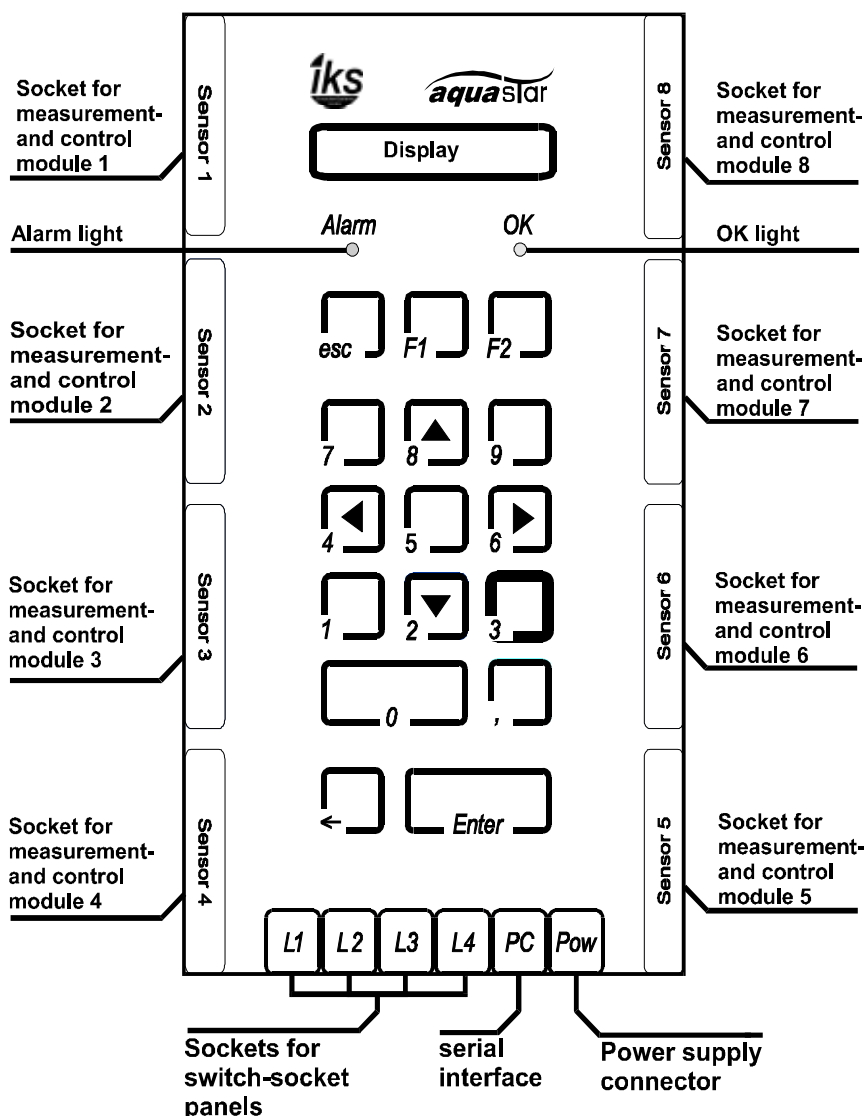 iks
aquastar
Display
Sensor 1
Socket for
measurement-
and control
module 1
Sensor 8
Socket for
measurement-
and control
module 8
Alarm light
Alarm
OK
OK light
esc
F1
F2
Sensor 2
Socket for
measurement-
and control
module 2
Sensor 7
Socket for
measurement-
and control
module 7
7
8
9
4
5
6
1
2
3
0
,
Sensor 3
Socket for
measurement-
and control
module 3
Sensor 6
Socket for
measurement-
and control
module 6
←
Enter
Sensor 4
Socket for
measurement-
and control
module 4
Sensor 5
Socket for
measurement-
and control
module 5
L1
L2
L3
L4
PC
Pow
Sockets for
switch-socket
panels
serial
interface
Power supply
connector